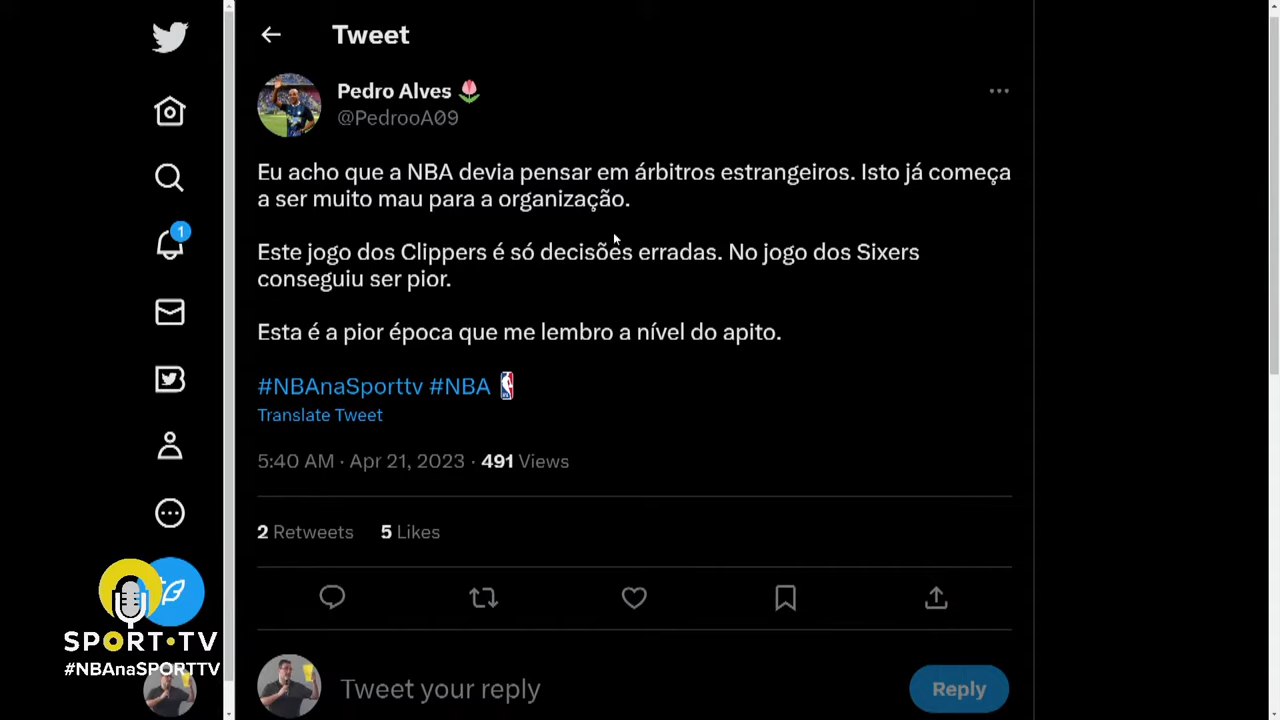 Tweet
Pedro Alves
@PedrooA09
Eu acho que a NBA devia pensar em árbitros estrangeiros. Isto já começa
a ser muito mau para a organização.
Este jogo dos Clippers é só decisões erradas. No jogo dos Sixers
conseguiu ser pior.
Esta é a pior época que me lembro a nível do apito.
#NBAnaSporttv #NBA
Translate Tweet
5:40 AM · Apr 21, 2023 · 491 Views
2 Retweets 5 Likes
Tweet your reply
Reply
1
SPORT•TV
#NBAnaSPORTTV